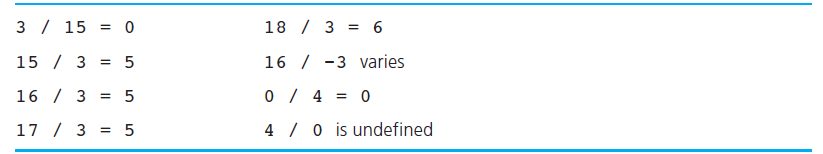 3 / 15 = 0
18 / 3 = 6
15 / 3 = 5
16 / -3 varies
16 / 3 = 5
0 / 4 = 0
17 / 3 = 5
4 / 0 is undefined